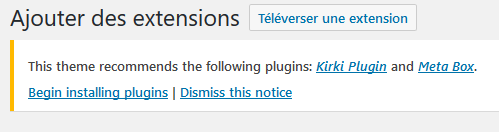 Ajouter des extensions Téléverser une extension
This theme recommends the following plugins: Kirki Plugin and Meta Box.
Begin installing plugins | Dismiss this notice